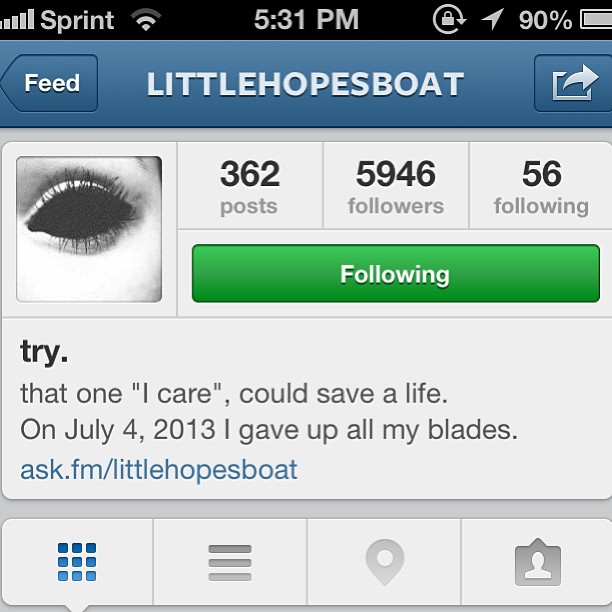 Sprint 5:31 PM 90%
Feed LITTLEHOPESBOAT
362 5946 56
posts followers following
Following
try.
that one "I care", could save a life.
On July 4, 2013 I gave up all my blades.
ask.fm/littlehopesboat